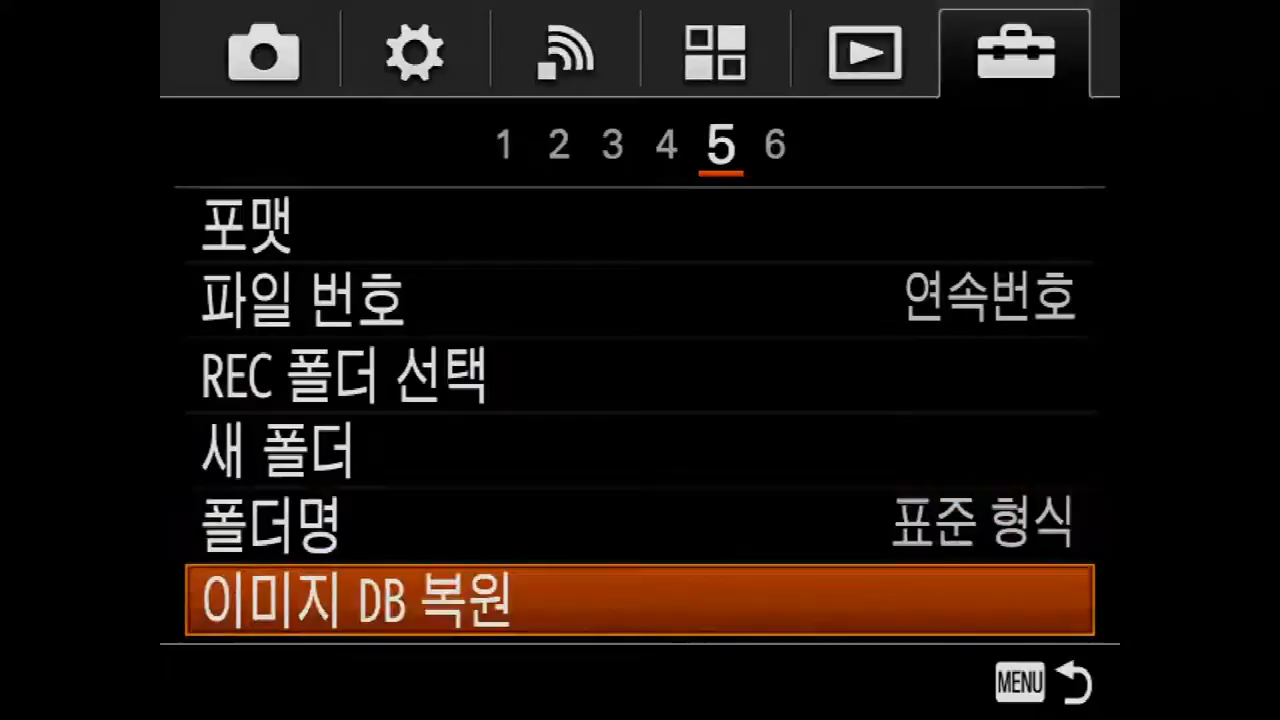 1 2 3 4 5 6
포맷
파일 번호 연속번호
REC 폴더 선택
새 폴더
폴더명 표준 형식
이미지 DB 복원
MENU